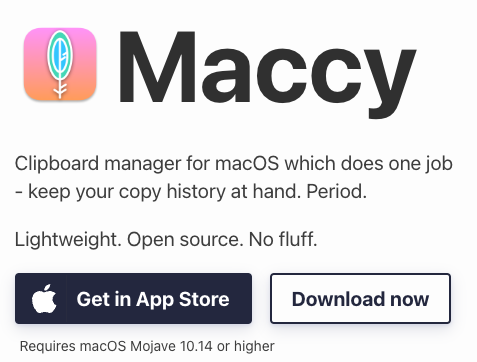 Maccy
Clipboard manager for macOS which does one job
- keep your copy history at hand. Period.
Lightweight. Open source. No fluff.
Get in App Store
Download now
Requires macOS Mojave 10.14 or higher